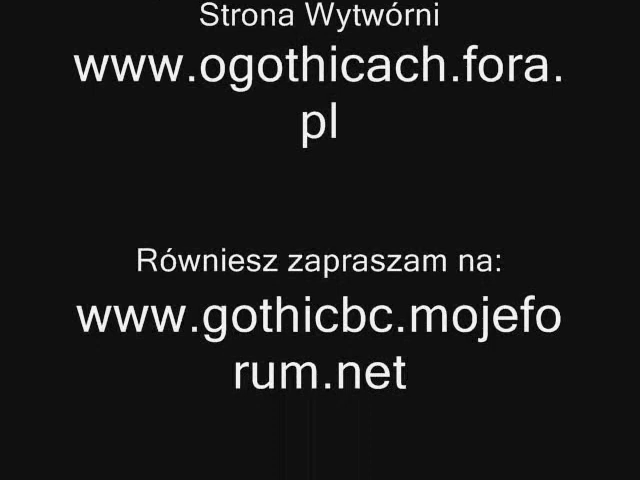 Strona Wytwórni
www.ogothicach.fora.
pl
Równiesz zapraszam na:
www.gothicbc.mojefo
rum.net